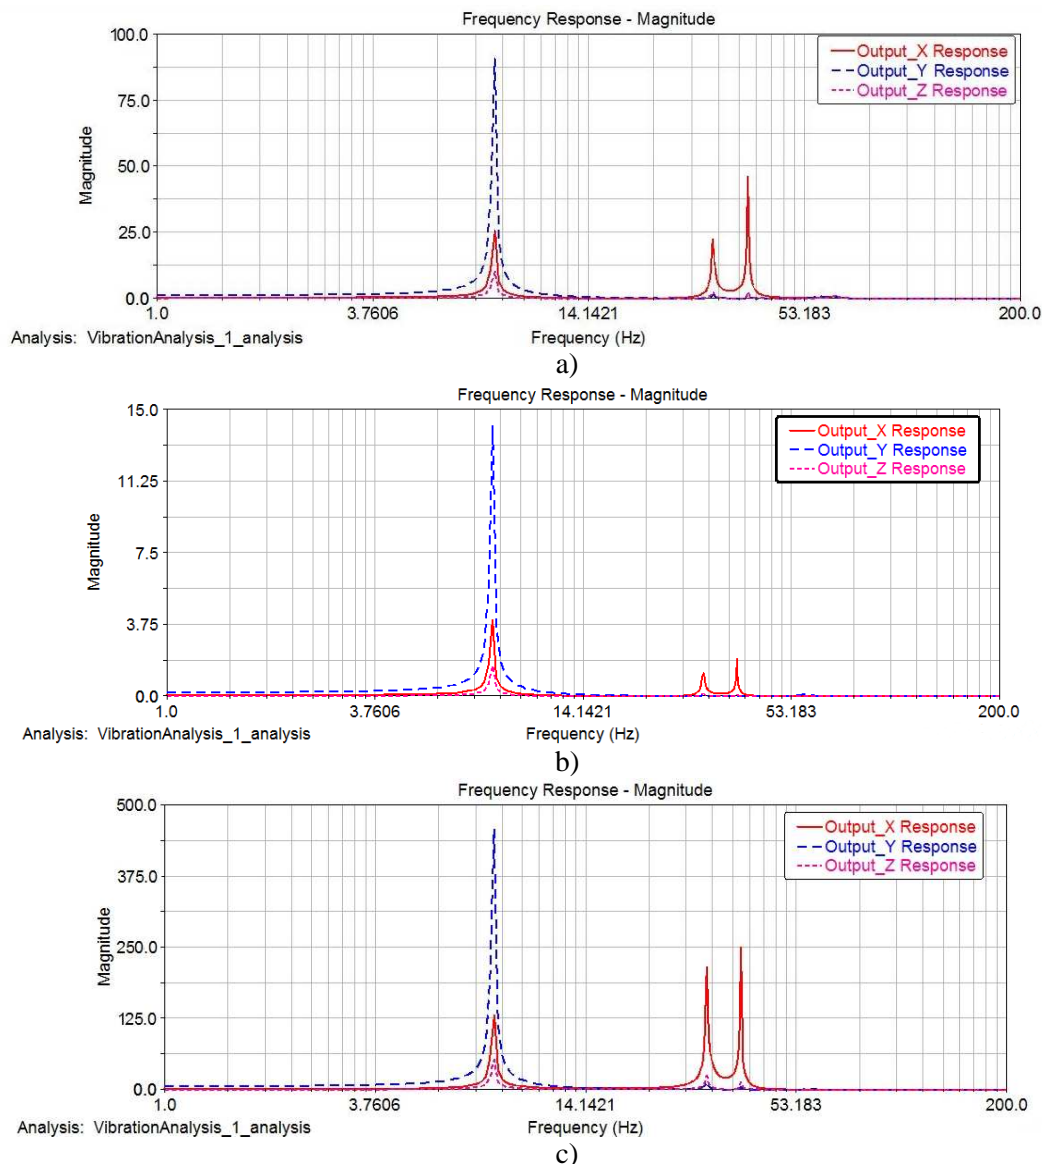 Frequency Response - Magnitude
100.0
75.0
50.0
25.0
0.0
Magnitude
Output_X Response
Output_Y Response
Output_Z Response
1.0 3.7606 14.1421 53.183 200.0
Analysis: VibrationAnalysis_1_analysis Frequency (Hz)
a)
Frequency Response - Magnitude
15.0
11.25
7.5
3.75
0.0
Magnitude
Output_X Response
Output_Y Response
Output_Z Response
1.0 3.7606 14.1421 53.183 200.0
Analysis: VibrationAnalysis_1_analysis Frequency (Hz)
b)
Frequency Response - Magnitude
500.0
375.0
250.0
125.0
0.0
Magnitude
Output_X Response
Output_Y Response
Output_Z Response
1.0 3.7606 14.1421 53.183 200.0
Analysis: VibrationAnalysis_1_analysis Frequency (Hz)
c)